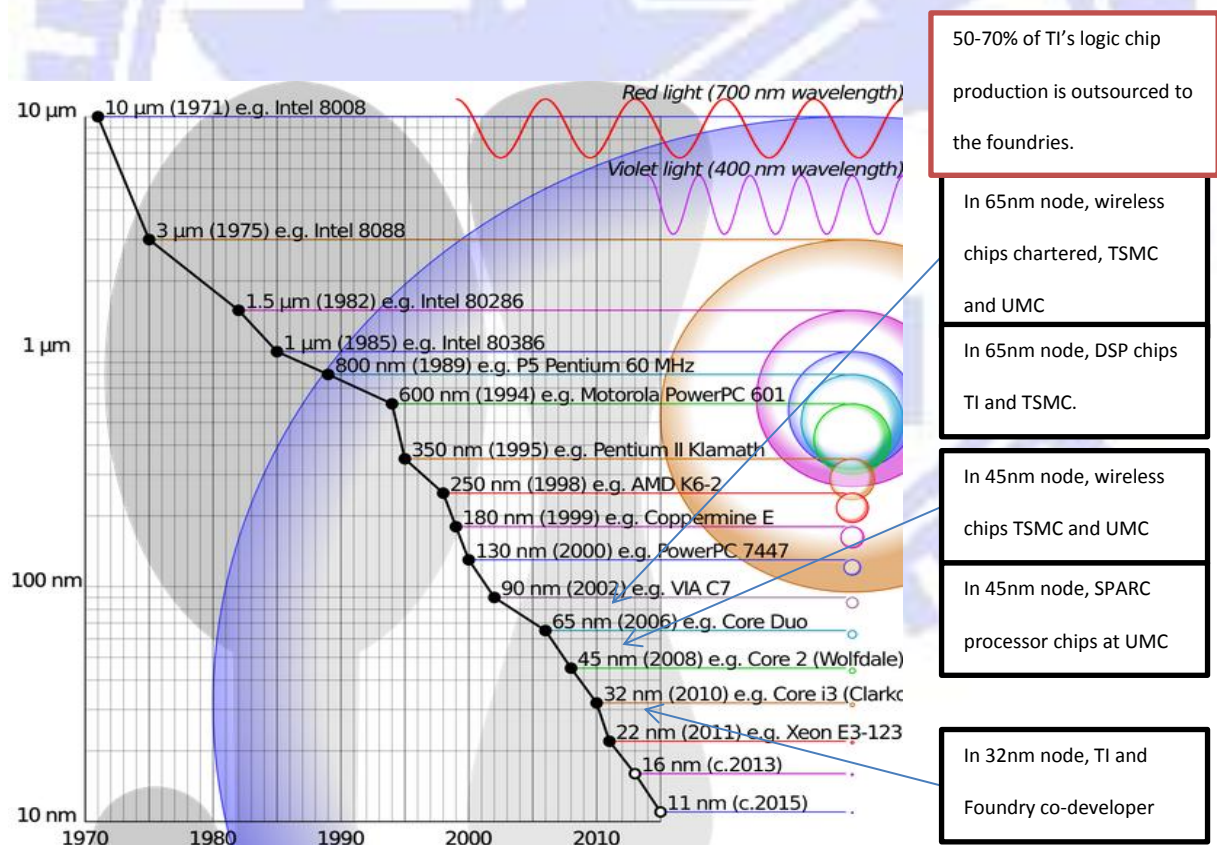 10 µm
10 µm (1971) e.g. Intel 8008
Red light (700 nm wavelength)
Violet light (400 nm wavelength)
3 µm (1975) e.g. Intel 8088
1.5 µm (1982) e.g. Intel 80286
1 µm
1 µm (1985) e.g. Intel 80386
800 nm (1989) e.g. P5 Pentium 60 MHz
600 nm (1994) e.g. Motorola PowerPC 601
350 nm (1995) e.g. Pentium II Klamath
250 nm (1998) e.g. AMD K6-2
180 nm (1999) e.g. Coppermine E
130 nm (2000) e.g. PowerPC 7447
100 nm
90 nm (2002) e.g. VIA C7
65 nm (2006) e.g. Core Duo
45 nm (2008) e.g. Core 2 (Wolfdale)
32 nm (2010) e.g. Core i3 (Clarkd
22 nm (2011) e.g. Xeon E3-123
16 nm (c.2013)
11 nm (c.2015)
10 nm
1970 1980 1990 2000 2010
50-70% of TI’s logic chip
production is outsourced to
the foundries.
In 65nm node, wireless
chips chartered, TSMC
and UMC
In 65nm node, DSP chips
TI and TSMC.
In 45nm node, wireless
chips TSMC and UMC
In 45nm node, SPARC
processor chips at UMC
In 32nm node, TI and
Foundry co-developer